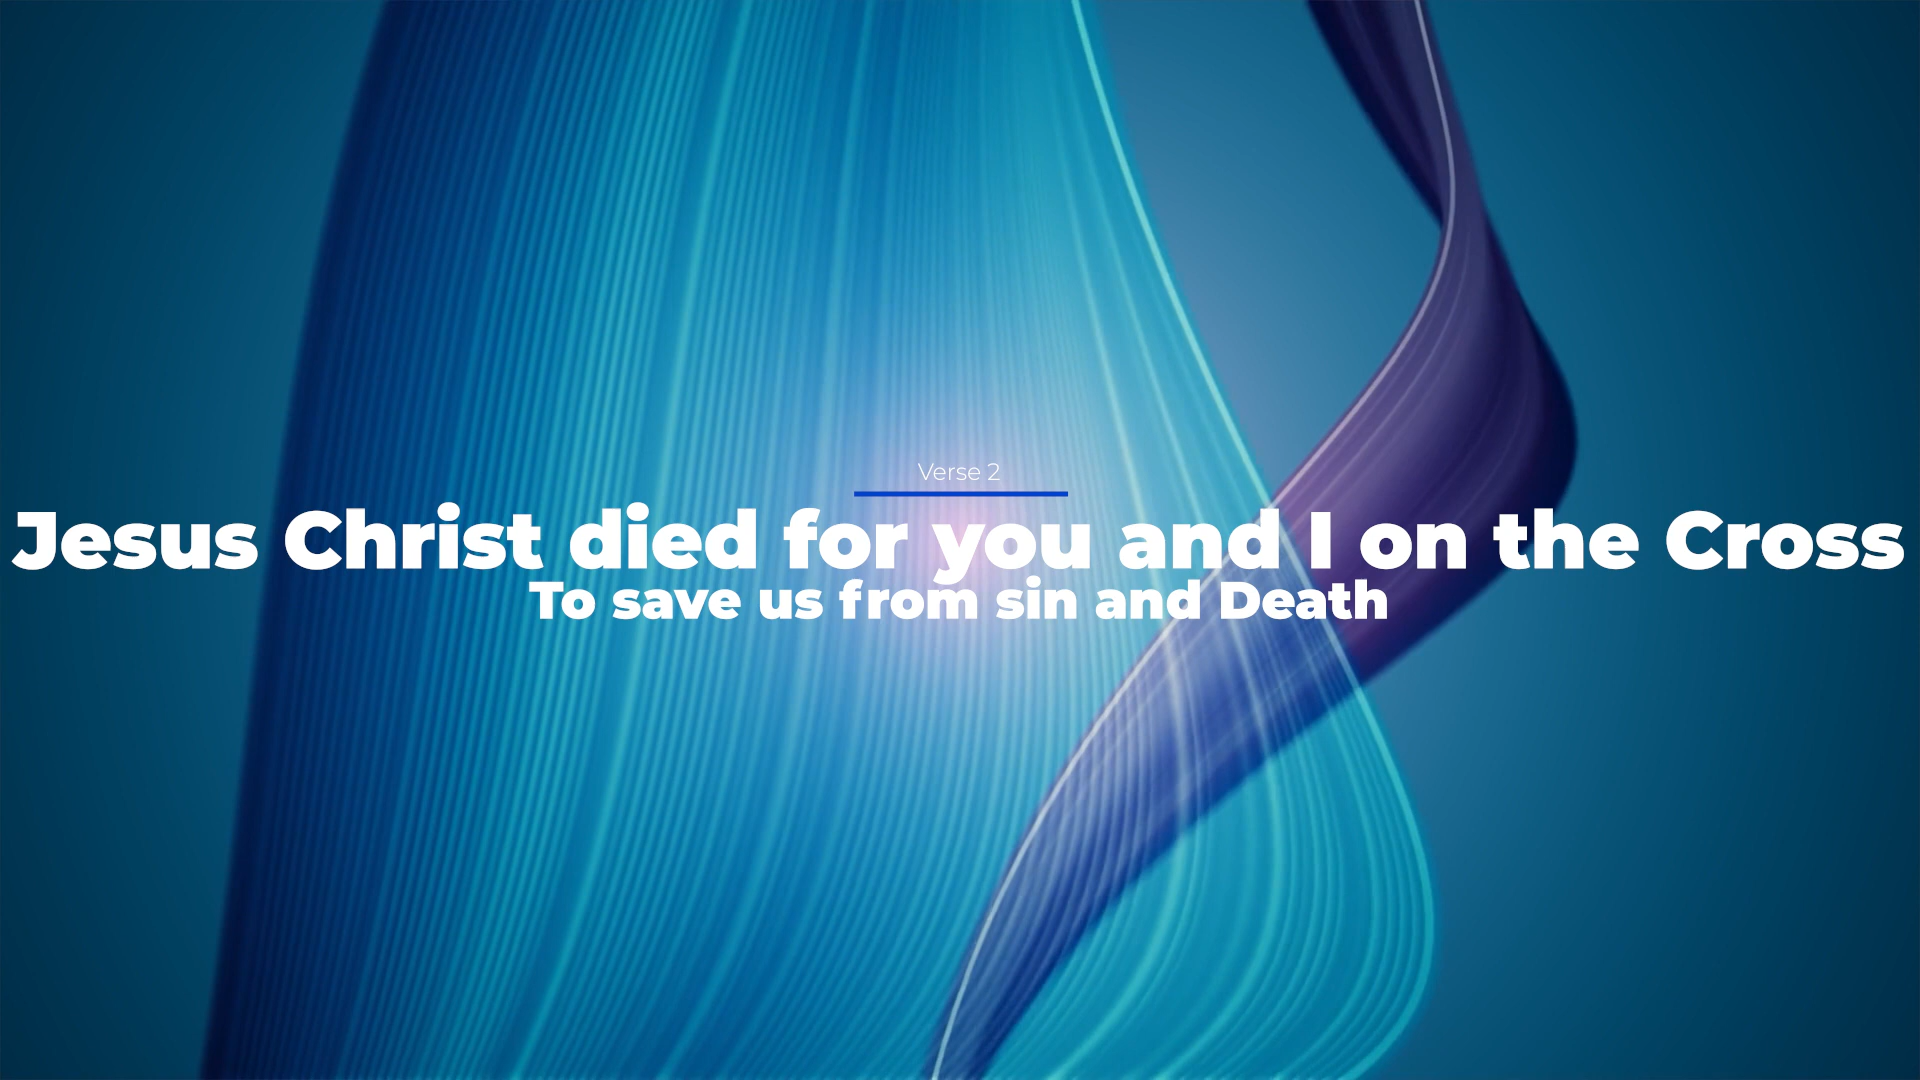 Verse 2
Jesus Christ died for you and I on the Cross
To save us from sin and Death